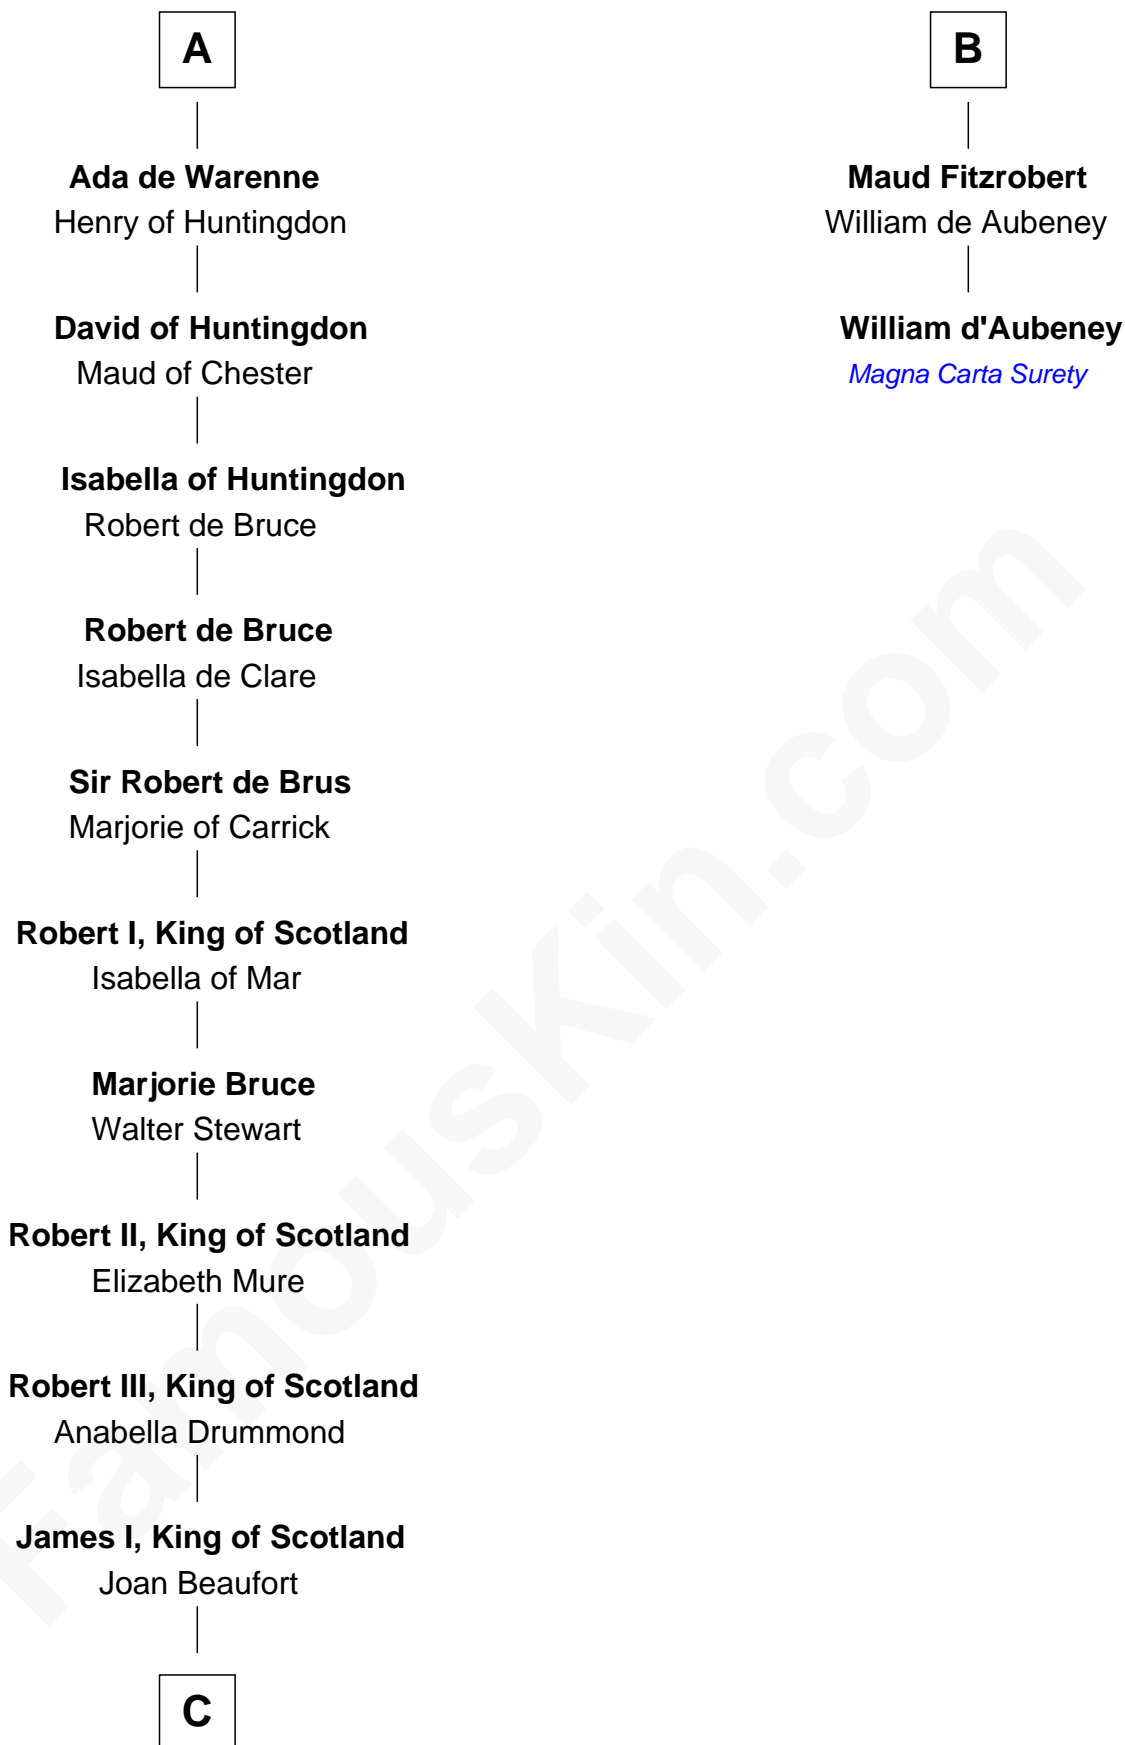 A
Ada de Warenne
Henry of Huntingdon
David of Huntingdon
Maud of Chester
Isabella of Huntingdon
Robert de Bruce
Robert de Bruce
Isabella de Clare
Sir Robert de Brus
Marjorie of Carrick
Robert I, King of Scotland
Isabella of Mar
Marjorie Bruce
Walter Stewart
Robert II, King of Scotland
Elizabeth Mure
Robert III, King of Scotland
Anabella Drummond
James I, King of Scotland
Joan Beaufort
C
B
Maud Fitzrobert
William de Aubeney
William d'Aubeney
Magna Carta Surety
FamousKin.com